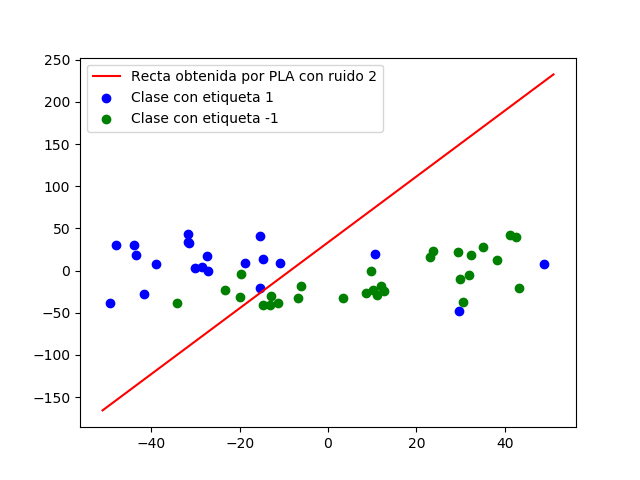 Recta obtenida por PLA con ruido 2
Clase con etiqueta 1
Clase con etiqueta -1
250
200
150
100
50
0
−50
−100
−150
−40 −20 0 20 40